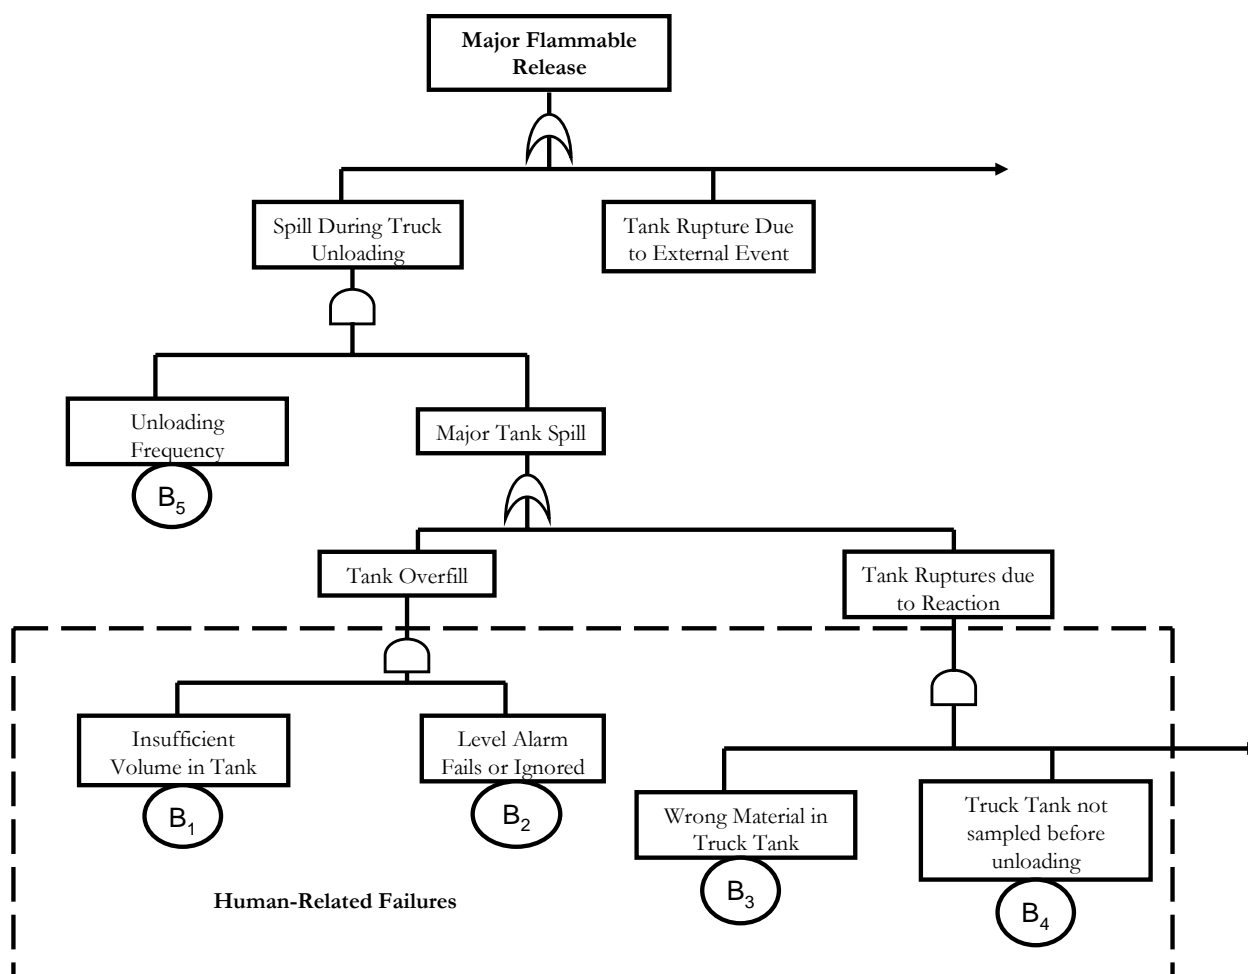 Major Flammable
Release
Spill During Truck
Unloading
Tank Rupture Due
to External Event
Unloading
Frequency
B5
Major Tank Spill
Tank Overfill
Tank Ruptures due
to Reaction
Insufficient
Volume in Tank
B1
Level Alarm
Fails or Ignored
B2
Wrong Material in
Truck Tank
B3
Truck Tank not
sampled before
unloading
B4
Human-Related Failures